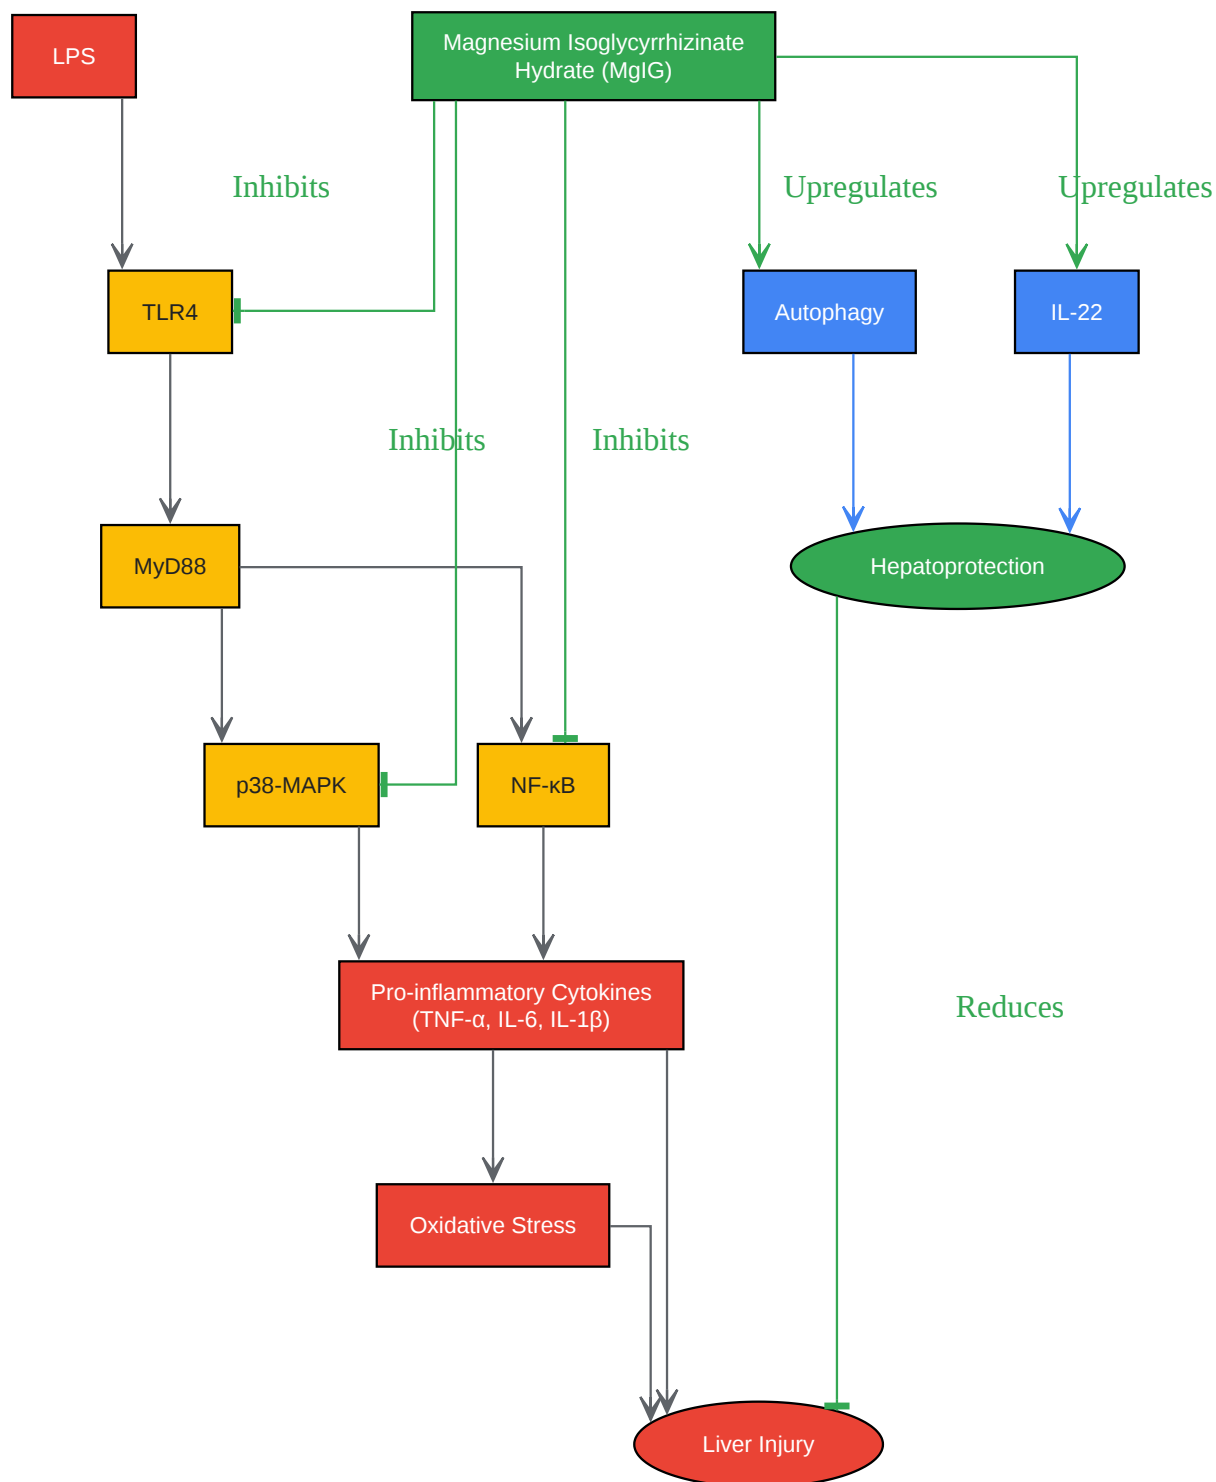 LPS
Magnesium Isoglycyrrhizinate
Hydrate (MgIG)
Inhibits
Upregulates
Upregulates
TLR4
Autophagy
IL-22
Inhibits
Inhibits
MyD88
Hepatoprotection
p38-MAPK
NF-κB
Pro-inflammatory Cytokines
(TNF-α, IL-6, IL-1β)
Reduces
Oxidative Stress
Liver Injury